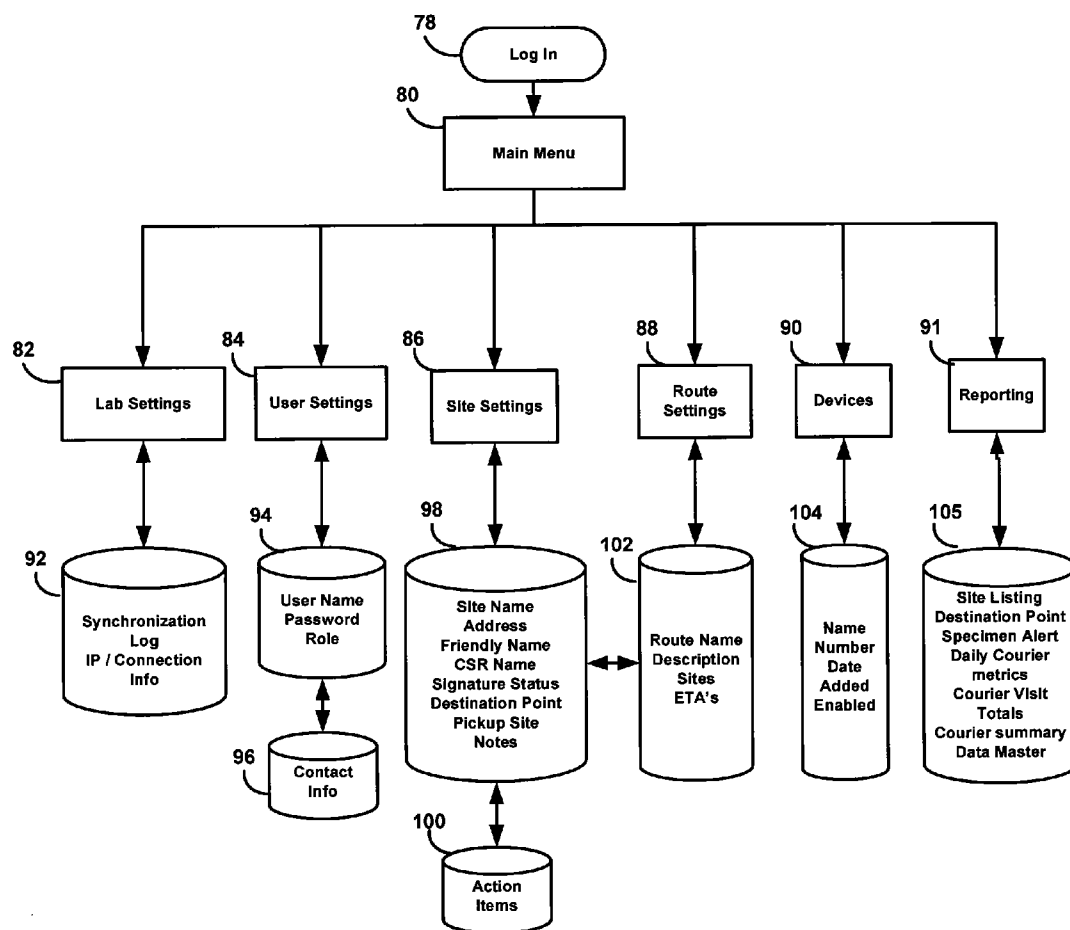 78
Log In
80
Main Menu
82
Lab Settings
84
User Settings
86
Site Settings
88
Route
Settings
90
Devices
91
Reporting
92
Synchronization
Log
IP / Connection
Info
94
User Name
Password
Role
96
Contact
Info
98
Site Name
Address
Friendly Name
CSR Name
Signature Status
Destination Point
Pickup Site
Notes
100
Action
Items
102
Route Name
Description
Sites
ETA's
104
Name
Number
Date
Added
Enabled
105
Site Listing
Destination Point
Specimen Alert
Daily Courier
metrics
Courier Visit
Totals
Courier summary
Data Master